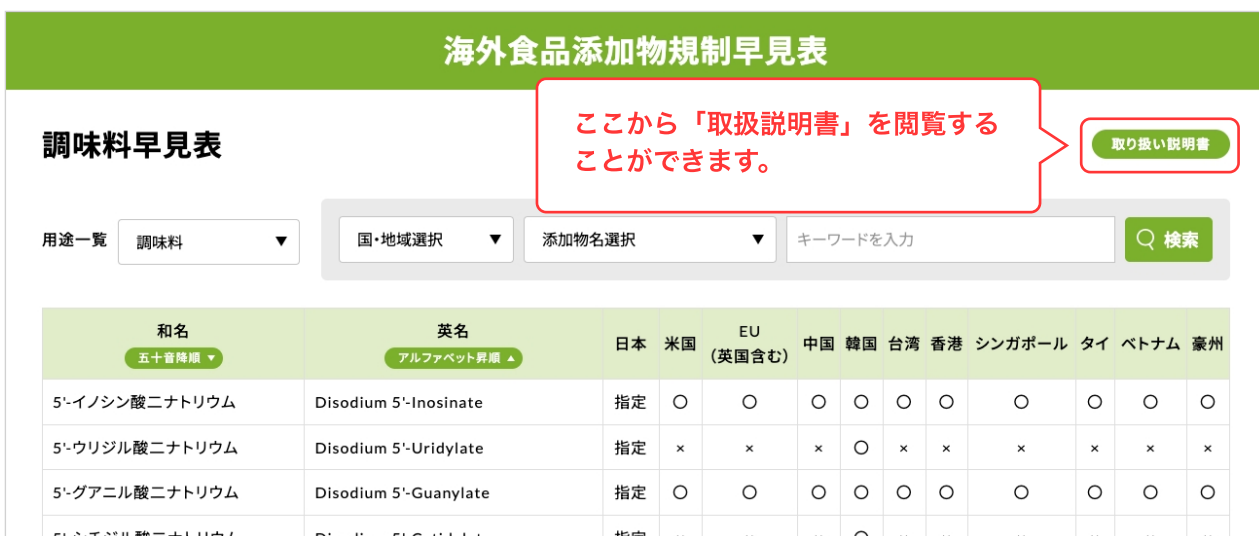 海外食品添加物規制早見表
ここから「取扱説明書」を閲覧する
ことができます。
調味料早見表
取り扱い説明書
用途一覧 調味料 ▼ 国・地域選択 ▼ 添加物名選択 ▼ キーワードを入力 検索
和名 英名 日本 米国 EU (英国含む) 中国 韓国 台湾 香港 シンガポール タイ ベトナム 豪州
五十音降順 ▼ アルファベット昇順 ▲
5'-イノシン酸二ナトリウム Disodium 5'-Inosinate 指定 ○ ○ ○ ○ ○ ○ ○ ○ ○ ○
5'-ウリジル酸二ナトリウム Disodium 5'-Uridylate 指定 × × × ○ × × × × × ×
5'-グアニル酸二ナトリウム Disodium 5'-Guanylate 指定 ○ ○ ○ ○ ○ ○ ○ ○ ○ ○